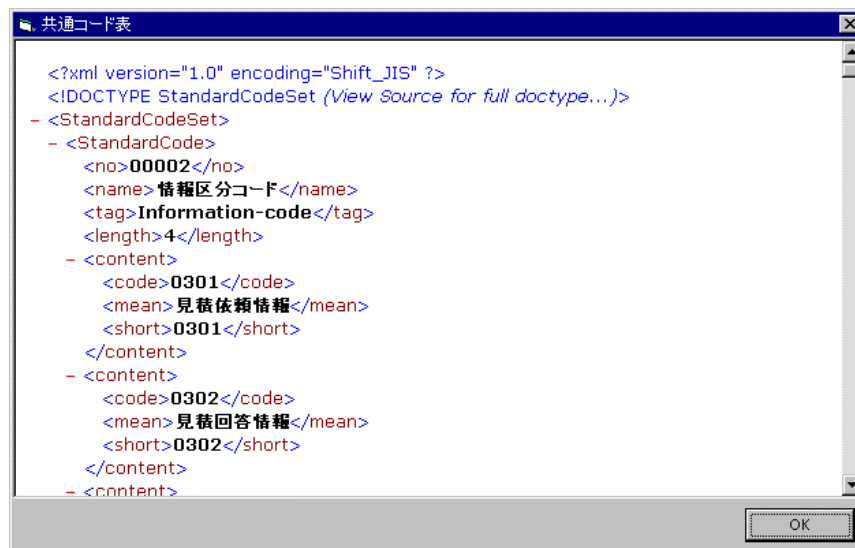 共通コード表
<?xml version="1.0" encoding="Shift_JIS" ?>
<!DOCTYPE StandardCodeSet (View Source for full doctype...)>
- <StandardCodeSet>
- <StandardCode>
<no>00002</no>
<name>情報区分コード</name>
<tag>Information-code</tag>
<length>4</length>
- <content>
<code>0301</code>
<mean>見積依頼情報</mean>
<short>0301</short>
</content>
- <content>
<code>0302</code>
<mean>見積回答情報</mean>
<short>0302</short>
</content>
- <content>
OK